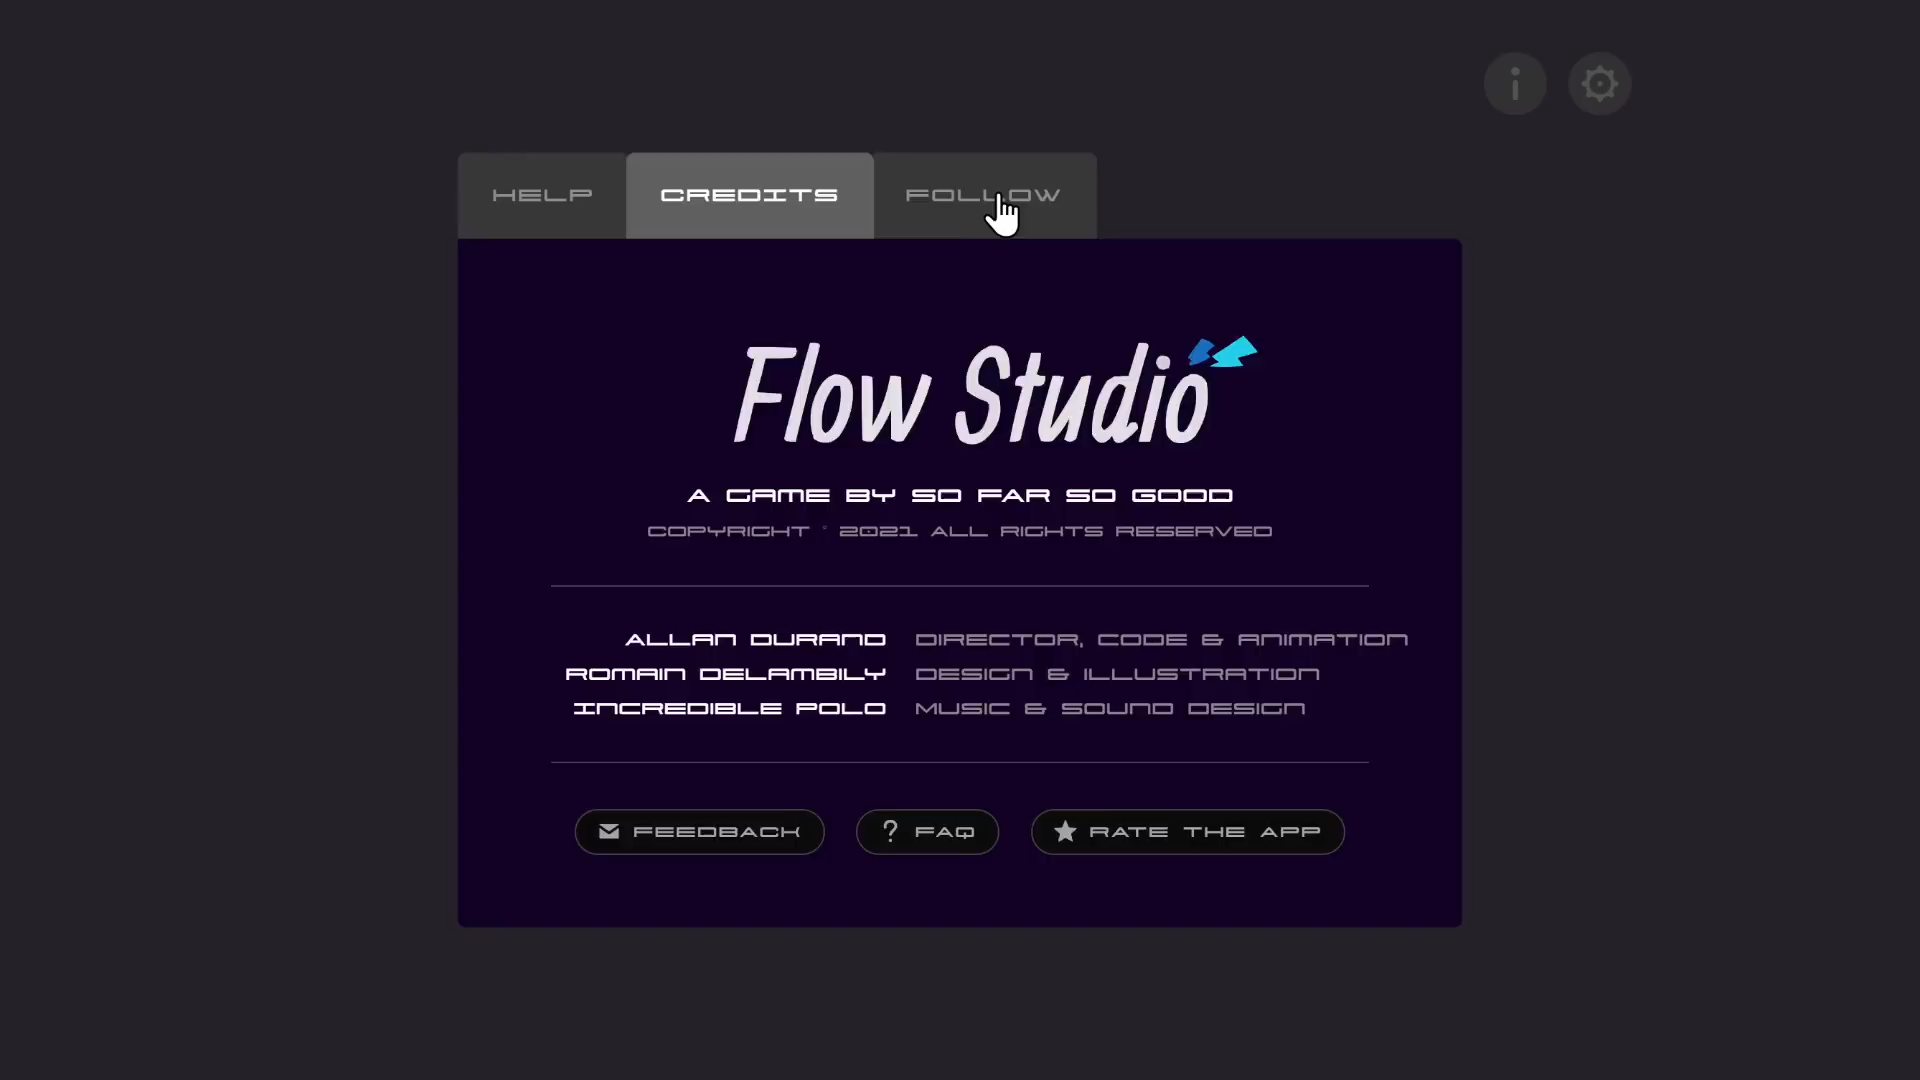 HELP CREDITS FOLLOW
Flow Studio
A GAME BY SO FAR SO GOOD
COPYRIGHT ° 2021 ALL RIGHTS RESERVED
ALLAN DURAND DIRECTOR, CODE & ANIMATION
ROMAIN DELAMBILY DESIGN & ILLUSTRATION
INCREDIBLE POLO MUSIC & SOUND DESIGN
FEEDBACK ? FAQ RATE THE APP